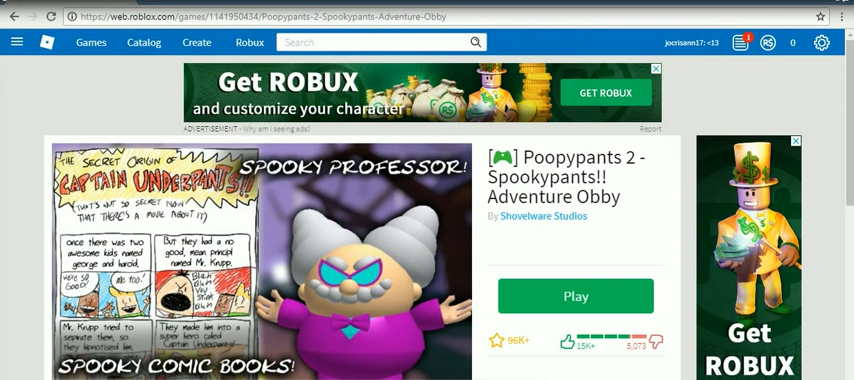 https://web.roblox.com/games/1141950434/Poopypants-2-Spookypants-Adventure-Obby
Games Catalog Create Robux Search jocrisann17: <13 1 R$ 0
Get ROBUX
and customize your character
GET ROBUX
ADVERTISEMENT - Why am I seeing ads? Report
THE SECRET ORIGIN OF
CAPTAIN UNDERPANTS!!
(THAT'S NOT SO SECRET NOW
THAT THERE'S A MOVIE ABOUT IT)
once there was two
awesome kids named
george and harold.
But they had a no
good, mean principl
named Mr. Krupp.
ME TOO!
Blah
Mr. Krupp tried to
seperate them, so
they hipnotised him
They made him into a
super hero called
Captain Underpants!
SPOOKY PROFESSOR!
SPOOKY COMIC BOOKS!
[🎮] Poopypants 2 -
Spookypants!!
Adventure Obby
By Shovelware Studios
Play
96K+ 15K+ 5,073
Get
ROBUX